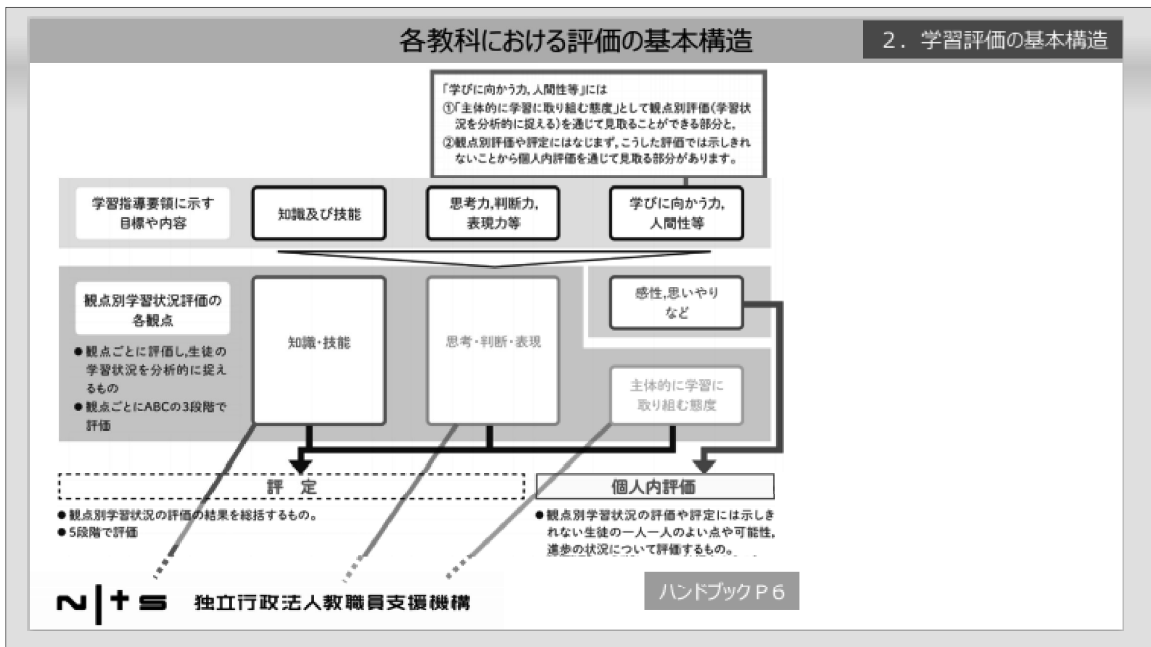 各教科における評価の基本構造
２．学習評価の基本構造
「学びに向かう力,人間性等」には
①「主体的に学習に取り組む態度」として観点別評価(学習状
況を分析的に捉える)を通じて見取ることができる部分と,
②観点別評価や評定にはなじまず,こうした評価では示しきれ
ないことから個人内評価を通じて見取る部分があります。
学習指導要領に示す
目標や内容
知識及び技能
思考力,判断力,
表現力等
学びに向かう力,
人間性等
観点別学習状況評価の
各観点
●観点ごとに評価し,生徒の
学習状況を分析的に捉え
るもの
●観点ごとにABCの3段階で
評価
知識・技能
思考・判断・表現
感性,思いやり
など
主体的に学習に
取り組む態度
評 定
●観点別学習状況の評価の結果を総括するもの。
●5段階で評価
個人内評価
●観点別学習状況の評価や評定には示しき
れない生徒の一人一人のよい点や可能性,
進歩の状況について評価するもの。
NITS 独立行政法人教職員支援機構
ハンドブックＰ６